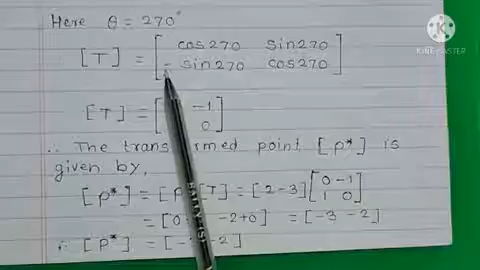 Here θ = 270°
[T] = [ cos270 sin270
- sin270 cos270 ]
[T] = [ -1
0 ]
∴ The transformed point [P*] is
given by,
[P*] = [P [T] = [2 -3] [ 0 -1
1 0 ]
= [0 -2+0] = [-3 -2]
∴ [P*] = [- -2]
KINEMASTER